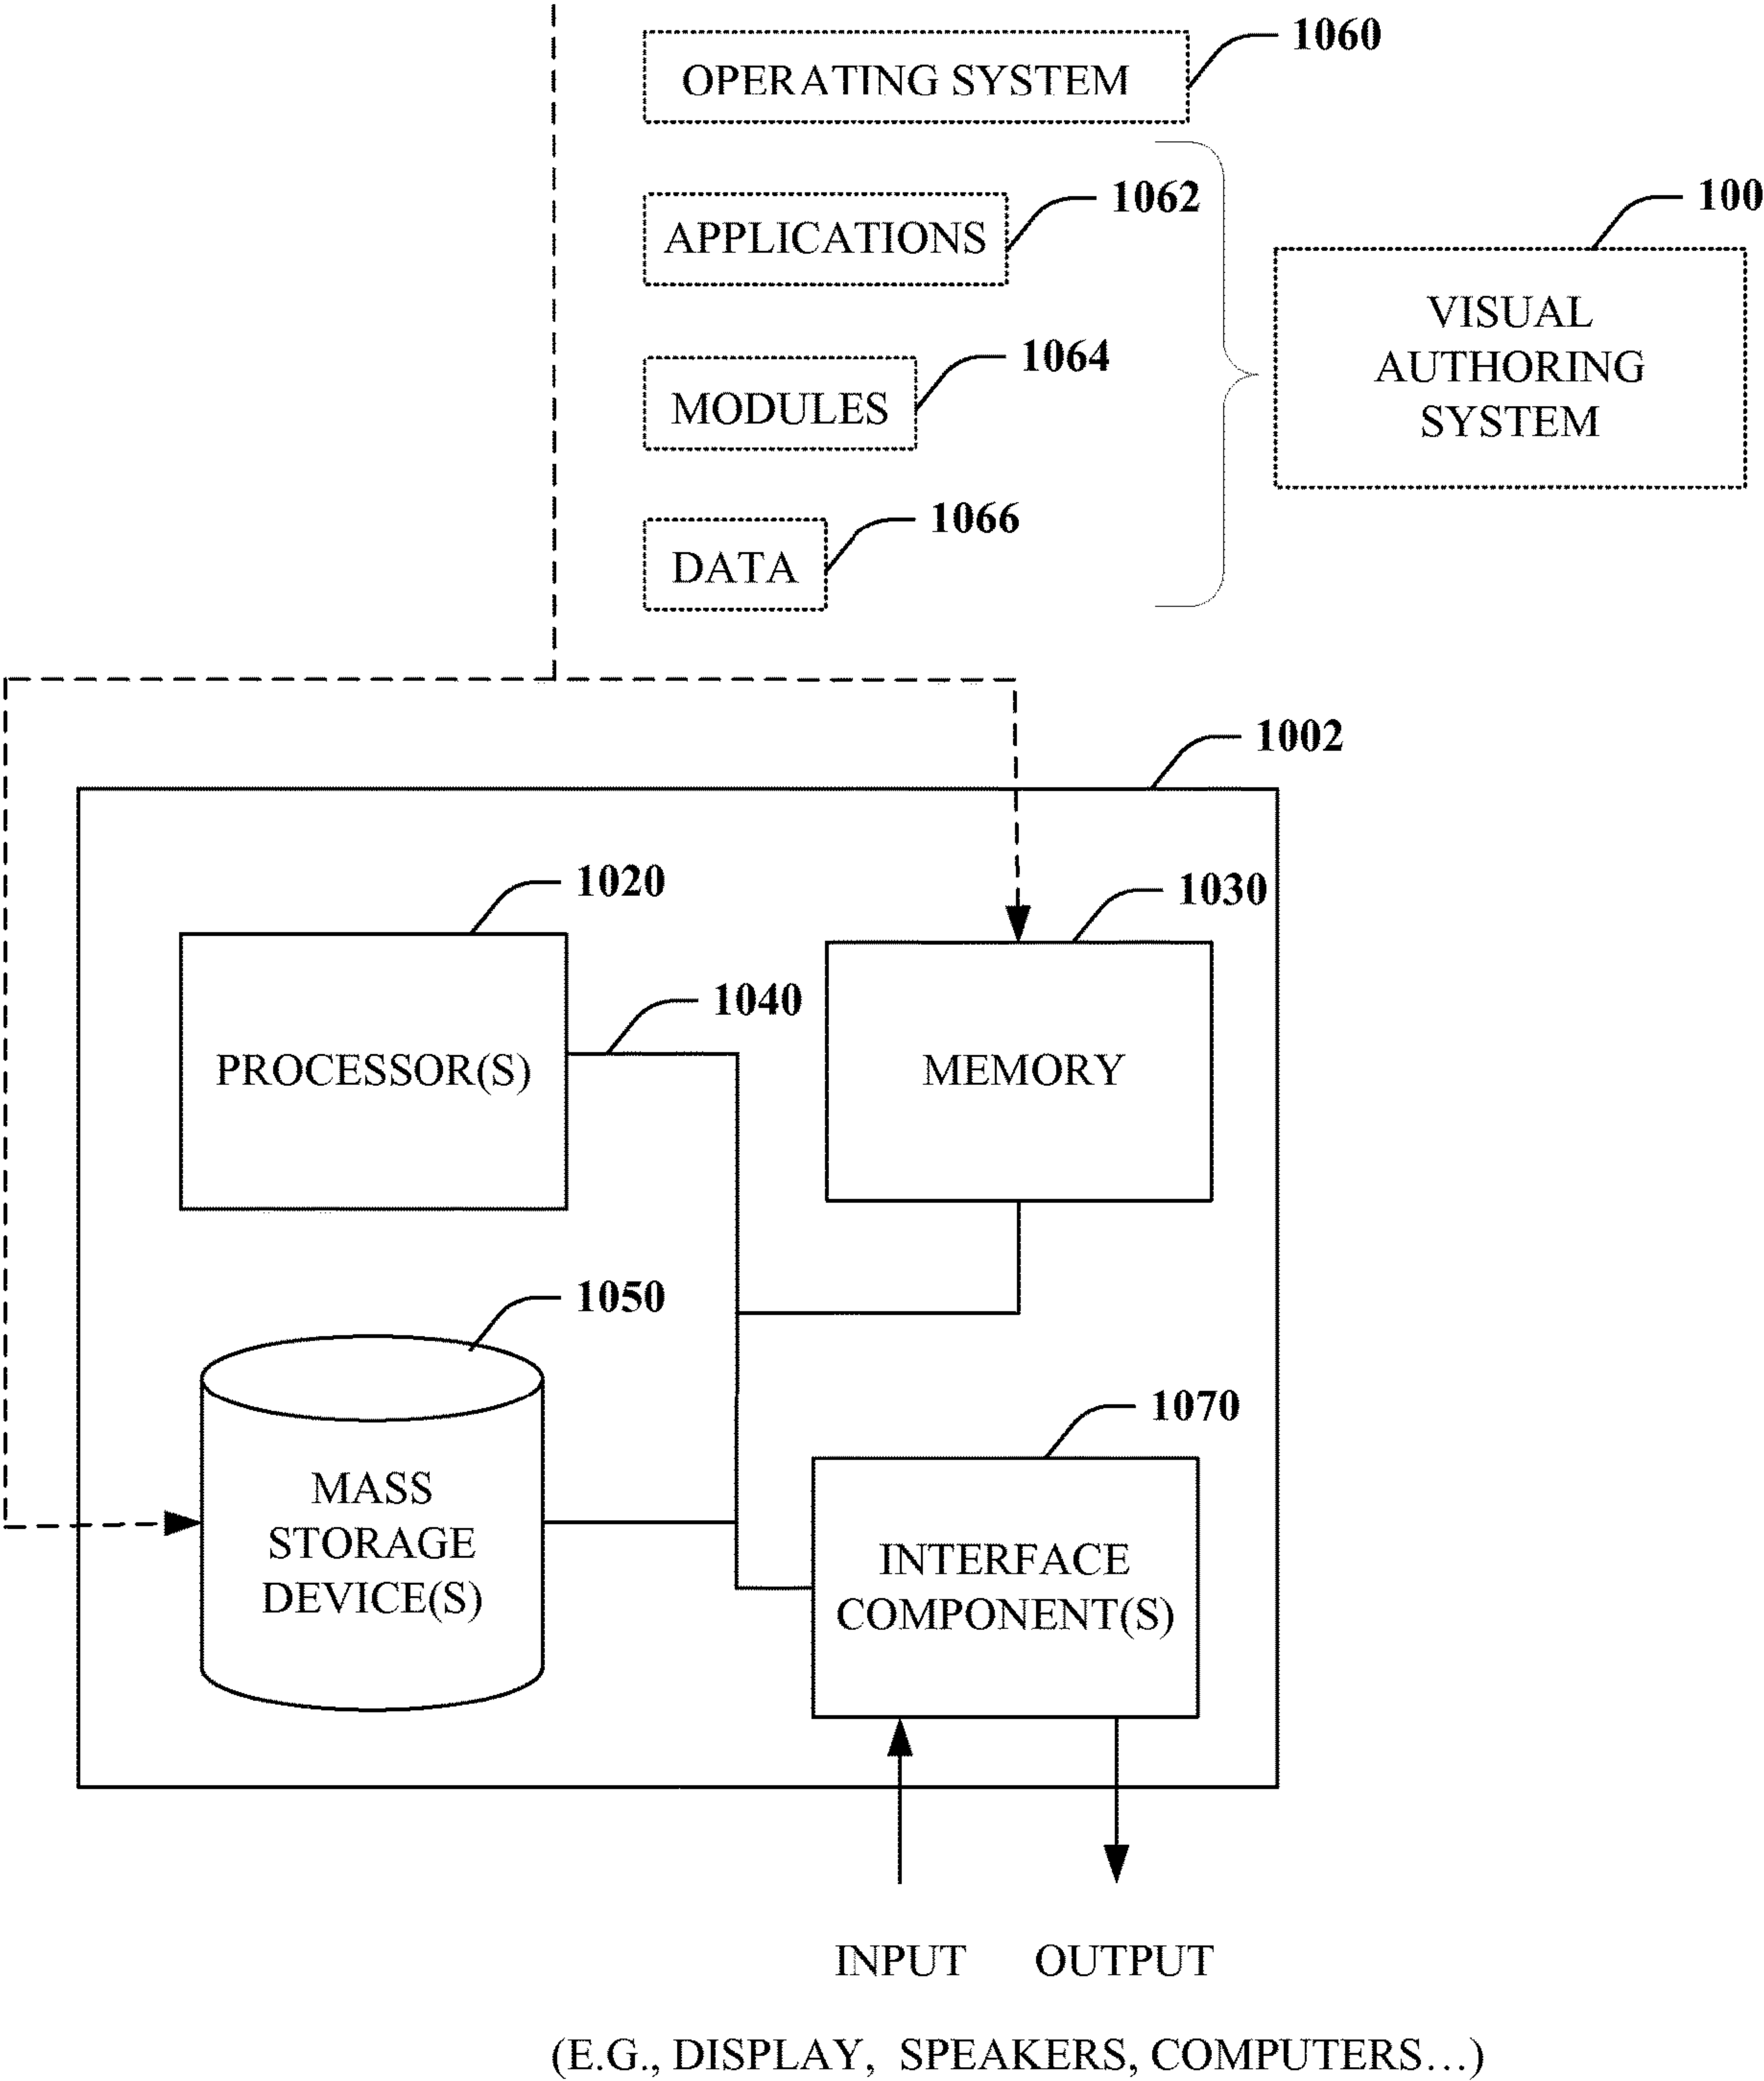 1060
OPERATING SYSTEM
1062
100
APPLICATIONS
VISUAL
AUTHORING
SYSTEM
1064
MODULES
1066
DATA
1002
1020
1030
1040
PROCESSOR(S)
MEMORY
1050
1070
MASS
STORAGE
DEVICE(S)
INTERFACE
COMPONENT(S)
INPUT OUTPUT
(E.G., DISPLAY, SPEAKERS, COMPUTERS…)